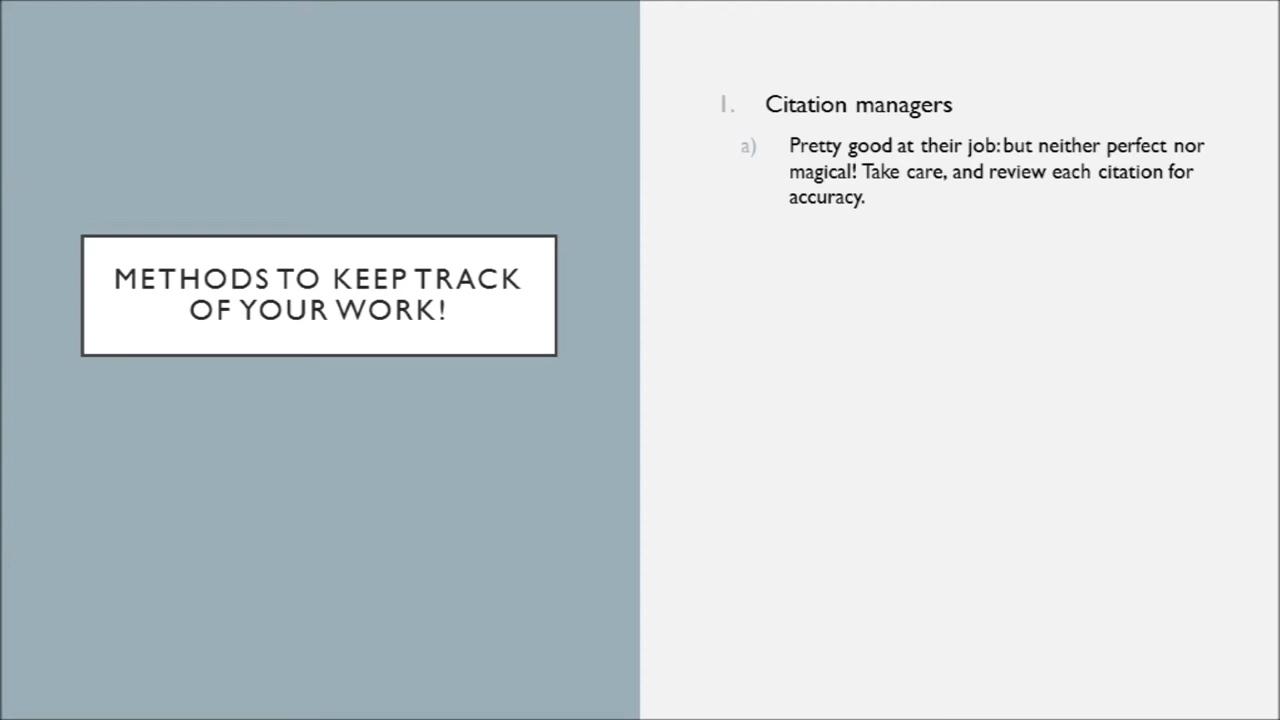 METHODS TO KEEP TRACK
OF YOUR WORK!
1. Citation managers
a) Pretty good at their job: but neither perfect nor
magical! Take care, and review each citation for
accuracy.